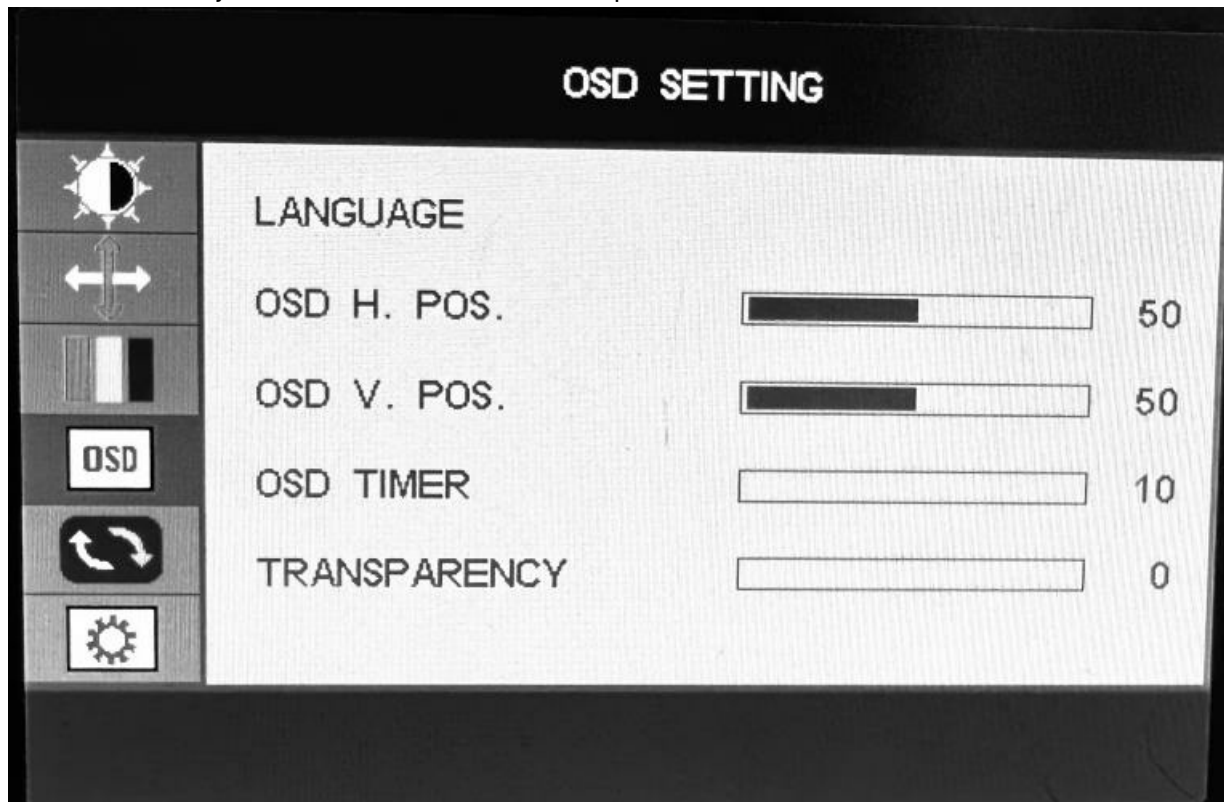 OSD SETTING
LANGUAGE
OSD H. POS. 50
OSD V. POS. 50
OSD
OSD TIMER 10
TRANSPARENCY 0